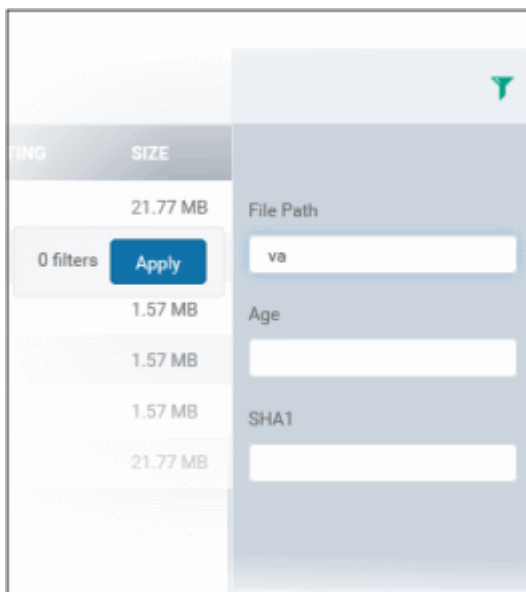 TING SIZE
21.77 MB
File Path
0 filters Apply
va
1.57 MB
Age
1.57 MB
1.57 MB
SHA1
21.77 MB